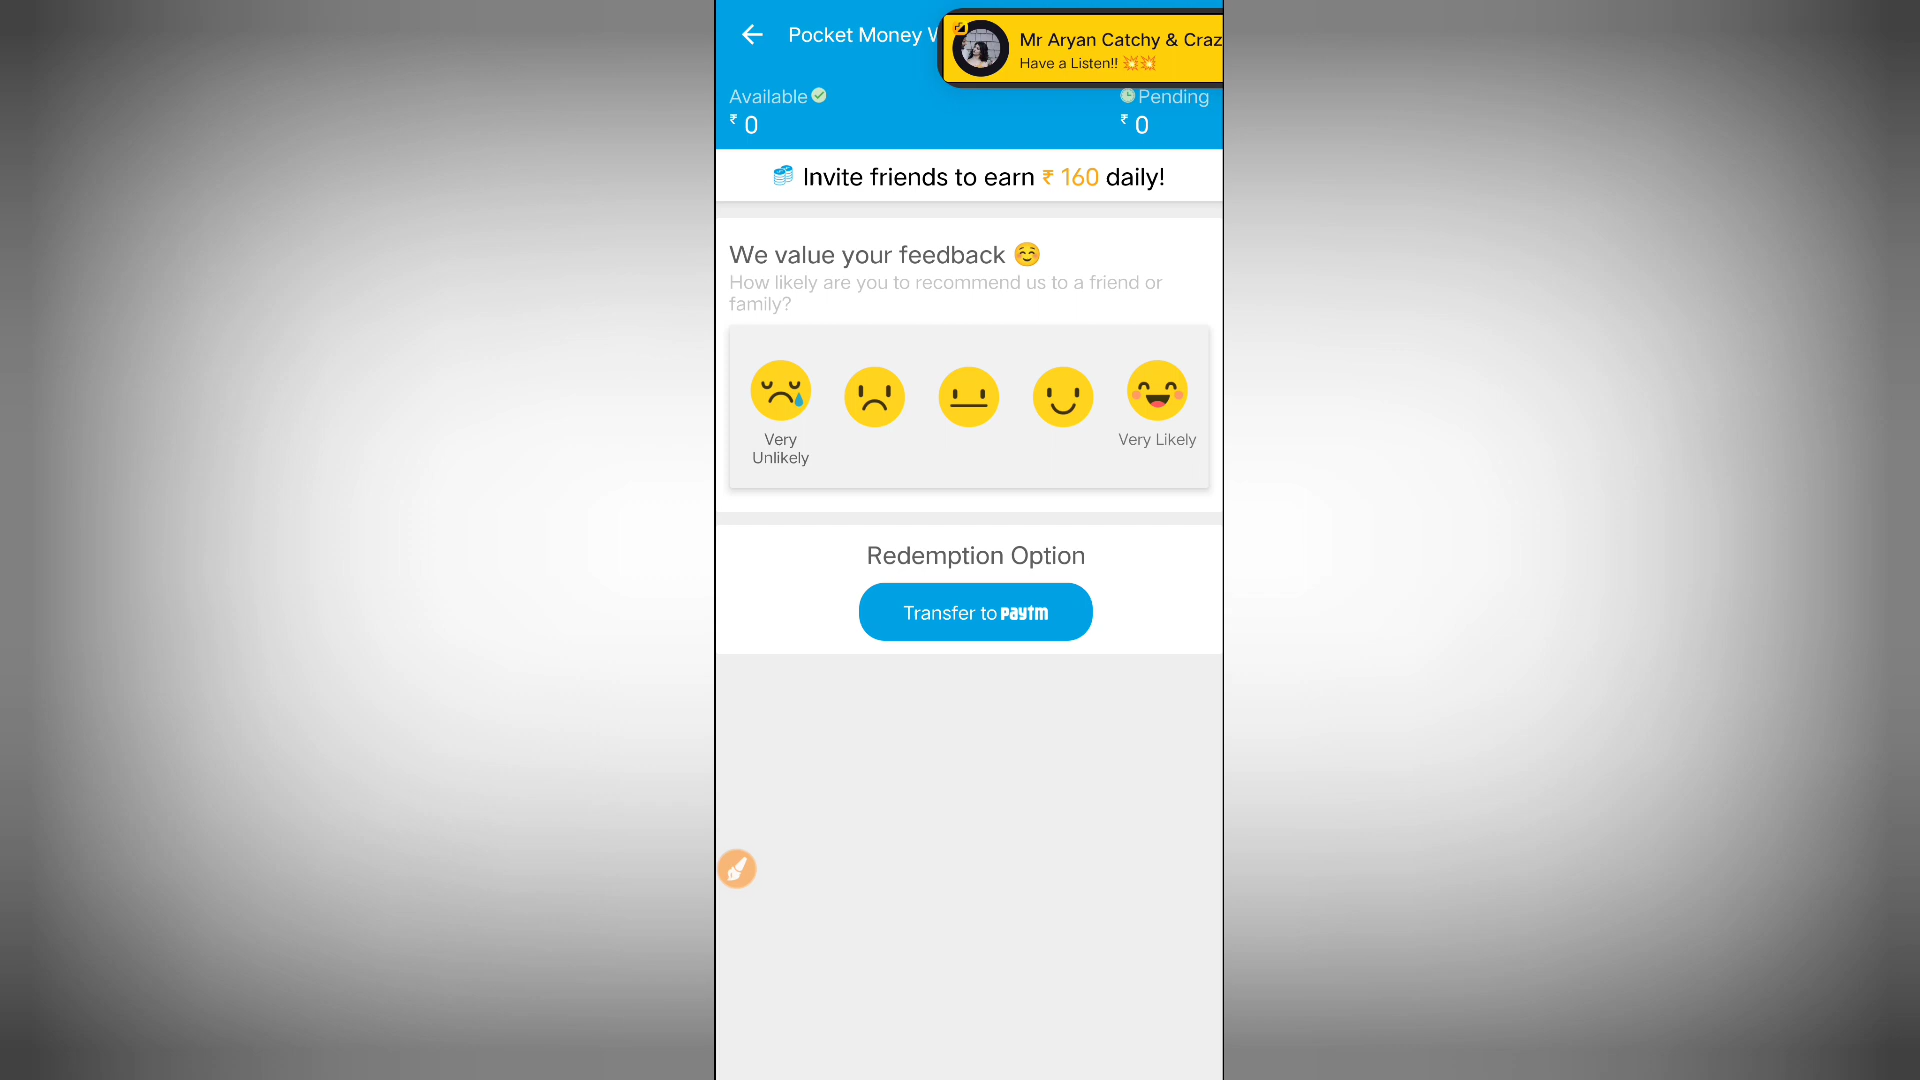 Pocket Money
Mr Aryan Catchy & Craz
Have a Listen!! 💥💥
Available
Pending
₹ 0
₹ 0
Invite friends to earn ₹ 160 daily!
We value your feedback ☺️
How likely are you to recommend us to a friend or
family?
Very
Unlikely
Very Likely
Redemption Option
Transfer to paytm